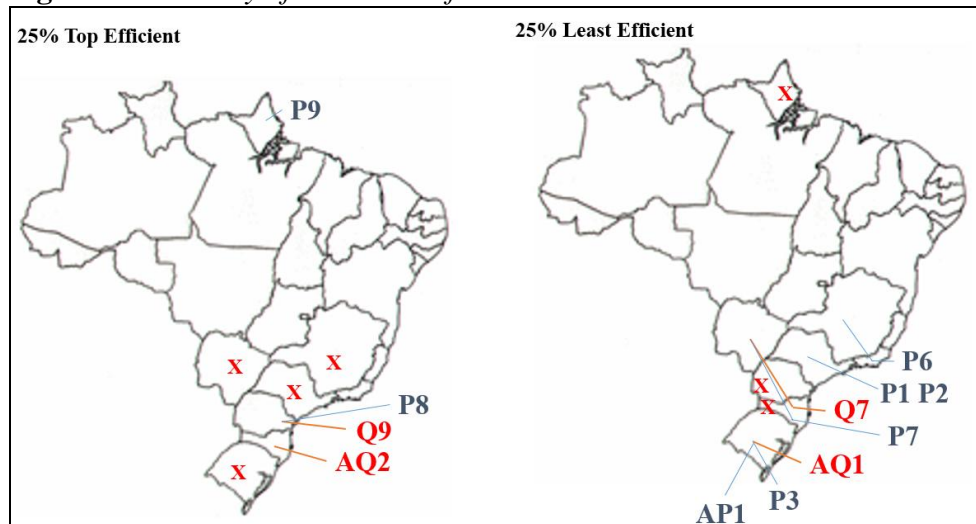 25% Top Efficient
P9
X
X
X
P8
Q9
AQ2
X
25% Least Efficient
X
P6
P1 P2
X
X
Q7
P7
AQ1
P3
AP1